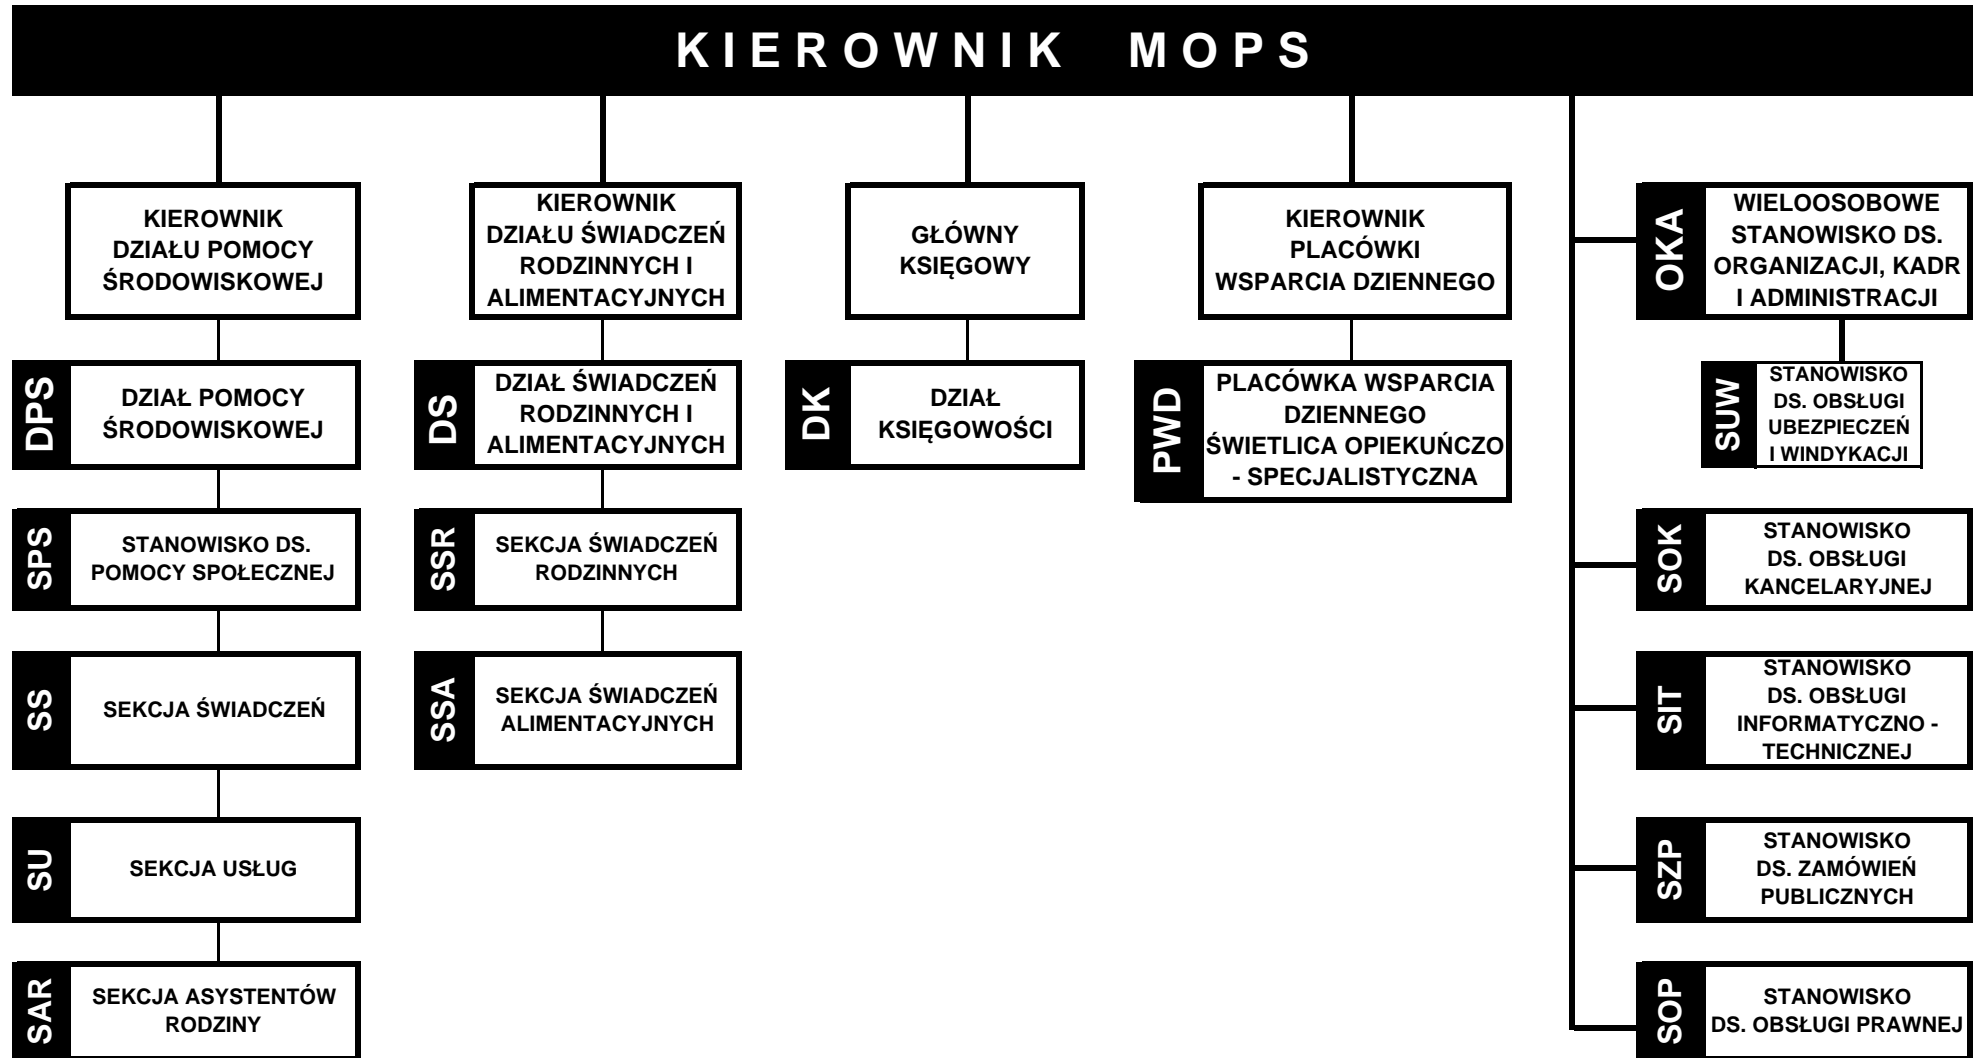 KIEROWNIK MOPS
KIEROWNIK
DZIAŁU POMOCY
ŚRODOWISKOWEJ
DPS
DZIAŁ POMOCY
ŚRODOWISKOWEJ
SPS
STANOWISKO DS.
POMOCY SPOŁECZNEJ
SS
SEKCJA ŚWIADCZEŃ
SU
SEKCJA USŁUG
SAR
SEKCJA ASYSTENTÓW
RODZINY
KIEROWNIK
DZIAŁU ŚWIADCZEŃ
RODZINNYCH I
ALIMENTACYJNYCH
DS
DZIAŁ ŚWIADCZEŃ
RODZINNYCH I
ALIMENTACYJNYCH
SSR
SEKCJA ŚWIADCZEŃ
RODZINNYCH
SSA
SEKCJA ŚWIADCZEŃ
ALIMENTACYJNYCH
GŁÓWNY
KSIĘGOWY
DK
DZIAŁ
KSIĘGOWOŚCI
KIEROWNIK
PLACÓWKI
WSPARCIA DZIENNEGO
PWD
PLACÓWKA WSPARCIA
DZIENNEGO
ŚWIETLICA OPIEKUŃCZO
- SPECJALISTYCZNA
OKA
WIELOOSOBOWE
STANOWISKO DS.
ORGANIZACJI, KADR
I ADMINISTRACJI
SUW
STANOWISKO
DS. OBSŁUGI
UBEZPIECZEŃ
I WINDYKACJI
SOK
STANOWISKO
DS. OBSŁUGI
KANCELARYJNEJ
SIT
STANOWISKO
DS. OBSŁUGI
INFORMATYCZNO -
TECHNICZNEJ
SZP
STANOWISKO
DS. ZAMÓWIEŃ
PUBLICZNYCH
SOP
STANOWISKO
DS. OBSŁUGI PRAWNEJ